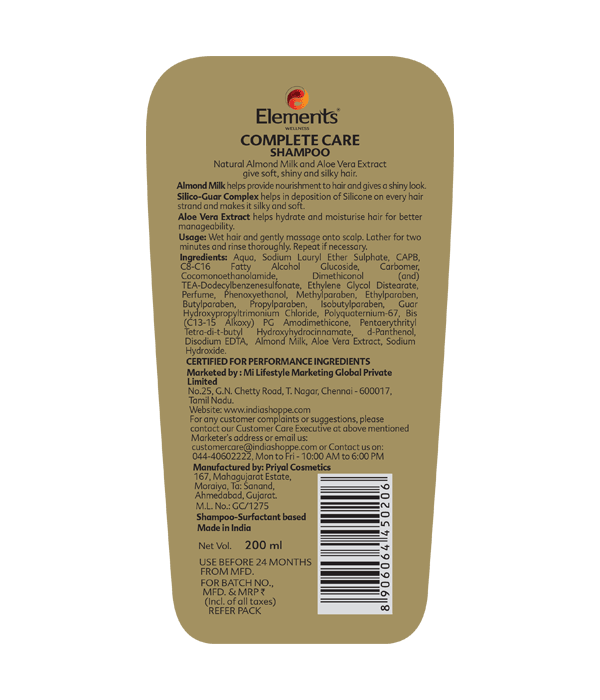 Elements®
WELLNESS
COMPLETE CARE
SHAMPOO
Natural Almond Milk and Aloe Vera Extract
give soft, shiny and silky hair.
Almond Milk helps provide nourishment to hair and gives a shiny look.
Silico-Guar Complex helps in deposition of Silicone on every hair
strand and makes it silky and soft.
Aloe Vera Extract helps hydrate and moisturise hair for better
manageability.
Usage: Wet hair and gently massage onto scalp. Lather for two
minutes and rinse thoroughly. Repeat if necessary.
Ingredients: Aqua, Sodium Lauryl Ether Sulphate, CAPB,
C8-C16 Fatty Alcohol Glucoside, Carbomer,
Cocomonoethanolamide, Dimethiconol (and)
TEA-Dodecylbenzenesulfonate, Ethylene Glycol Distearate,
Perfume, Phenoxyethanol, Methylparaben, Ethylparaben,
Butylparaben, Propylparaben, Isobutylparaben, Guar
Hydroxypropyltrimonium Chloride, Polyquaternium-67, Bis
(C13-15 Alkoxy) PG Amodimethicone, Pentaerythrityl
Tetra-di-t-butyl Hydroxyhydrocinnamate, d-Panthenol,
Disodium EDTA, Almond Milk, Aloe Vera Extract, Sodium
Hydroxide.
CERTIFIED FOR PERFORMANCE INGREDIENTS
Marketed by : Mi Lifestyle Marketing Global Private
Limited
No.25, G.N. Chetty Road, T. Nagar, Chennai - 600017,
Tamil Nadu.
Website: www.indiashoppe.com
For any customer complaints or suggestions, please
contact our Customer Care Executive at above mentioned
Marketer's address or email us:
customercare@indiashoppe.com or Contact us on:
044-40602222, Mon to Fri - 10:00 AM to 6:00 PM
Manufactured by: Priyal Cosmetics
167, Mahagujarat Estate,
Moraiya, Ta: Sanand,
Ahmedabad, Gujarat.
M.L. No.: GC/1275
Shampoo-Surfactant based
Made in India
Net Vol. 200 ml
USE BEFORE 24 MONTHS
FROM MFD.
FOR BATCH NO.,
MFD. & MRP ₹
(Incl. of all taxes)
REFER PACK
8906064450206